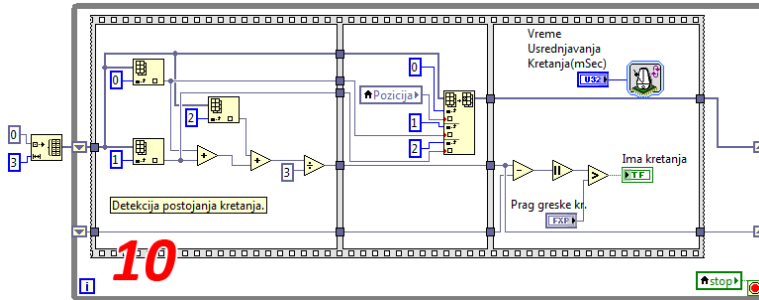 Vreme
Usrednjavanja
Kretanja(mSec)
U32
0
0
Pozicija
0
3
2
1
1
2
3
Ima kretanja
TF
Detekcija postojanja kretanja.
Prag greske kr.
FXP
10
i
stop